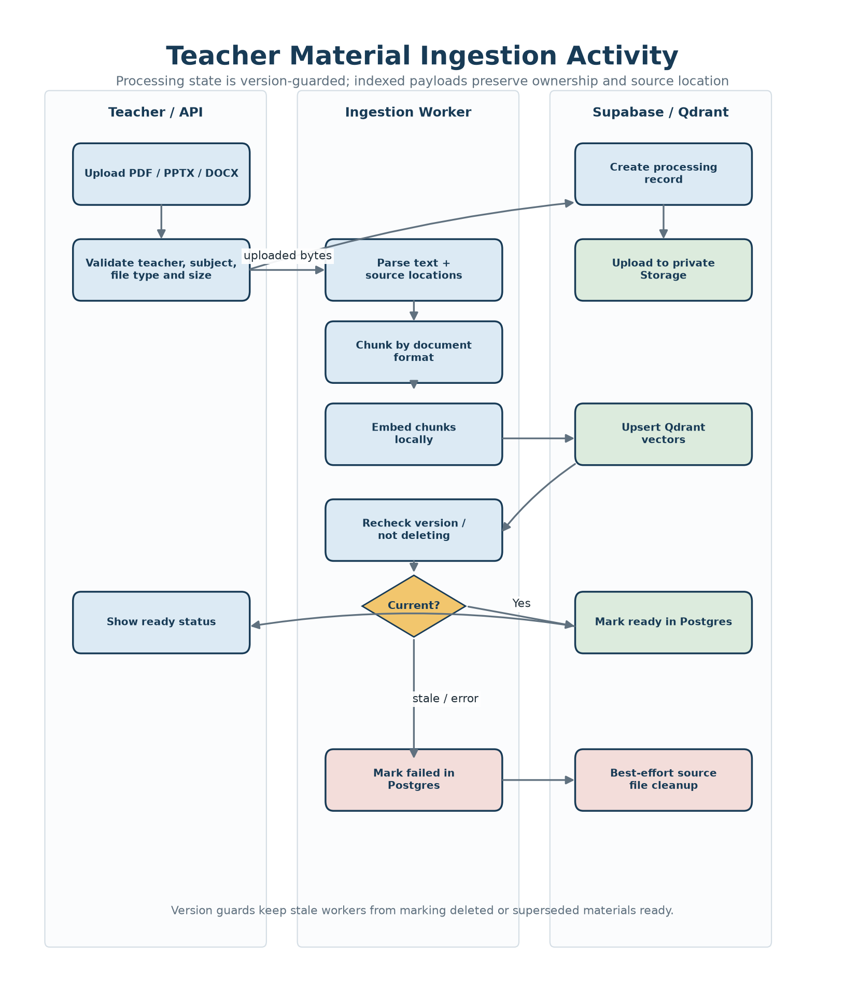 Teacher Material Ingestion Activity
Processing state is version-guarded; indexed payloads preserve ownership and source location
Teacher / API
Ingestion Worker
Supabase / Qdrant
Upload PDF / PPTX / DOCX
Create processing
record
Validate teacher, subject,
file type and size
uploaded bytes
Parse text +
source locations
Upload to private
Storage
Chunk by document
format
Embed chunks
locally
Upsert Qdrant
vectors
Recheck version /
not deleting
Show ready status
Current?
Yes
Mark ready in Postgres
stale / error
Mark failed in
Postgres
Best-effort source
file cleanup
Version guards keep stale workers from marking deleted or superseded materials ready.